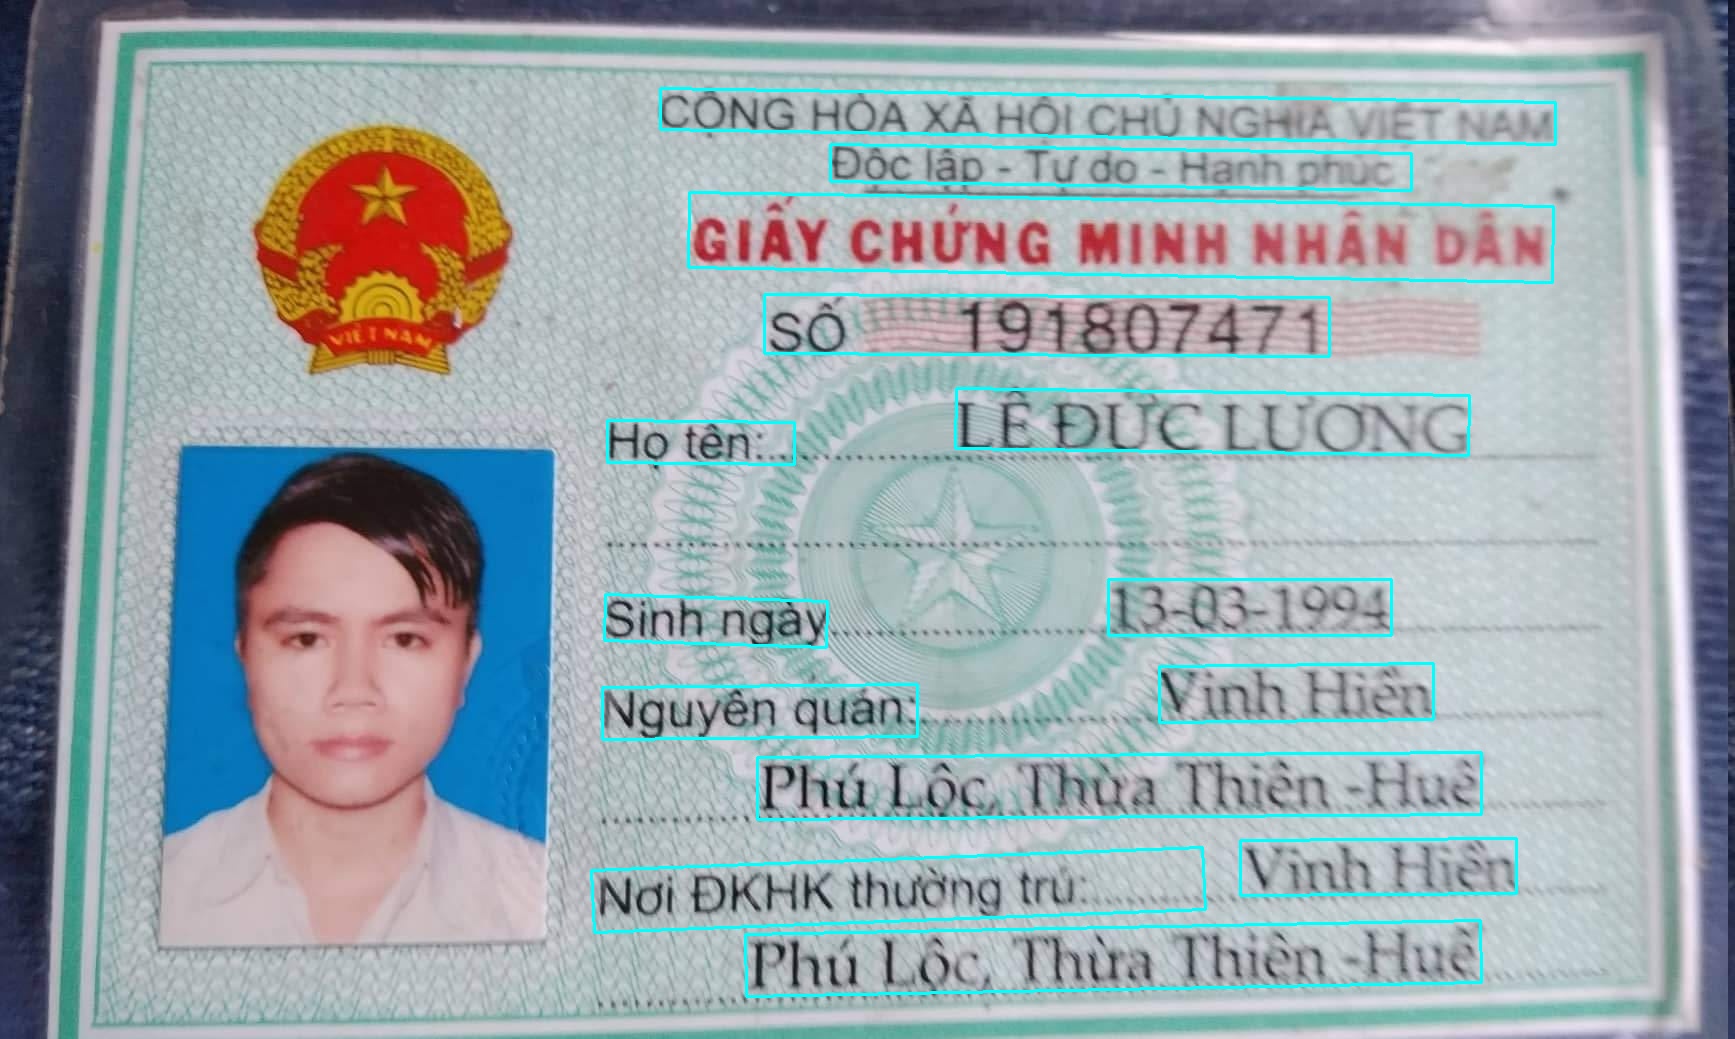 CỘNG HÒA XÃ HỘI CHỦ NGHĨA VIỆT NAM
Độc lập - Tự do - Hạnh phúc
GIẤY CHỨNG MINH NHÂN DÂN
SỐ 191807471
Họ tên: LÊ ĐỨC LƯƠNG
Sinh ngày 13-03-1994
Nguyên quán: Vinh Hiền
Phú Lộc, Thừa Thiên -Huế
Nơi ĐKHK thường trú: Vinh Hiền
Phú Lộc, Thừa Thiên -Huế
VIỆT NAM